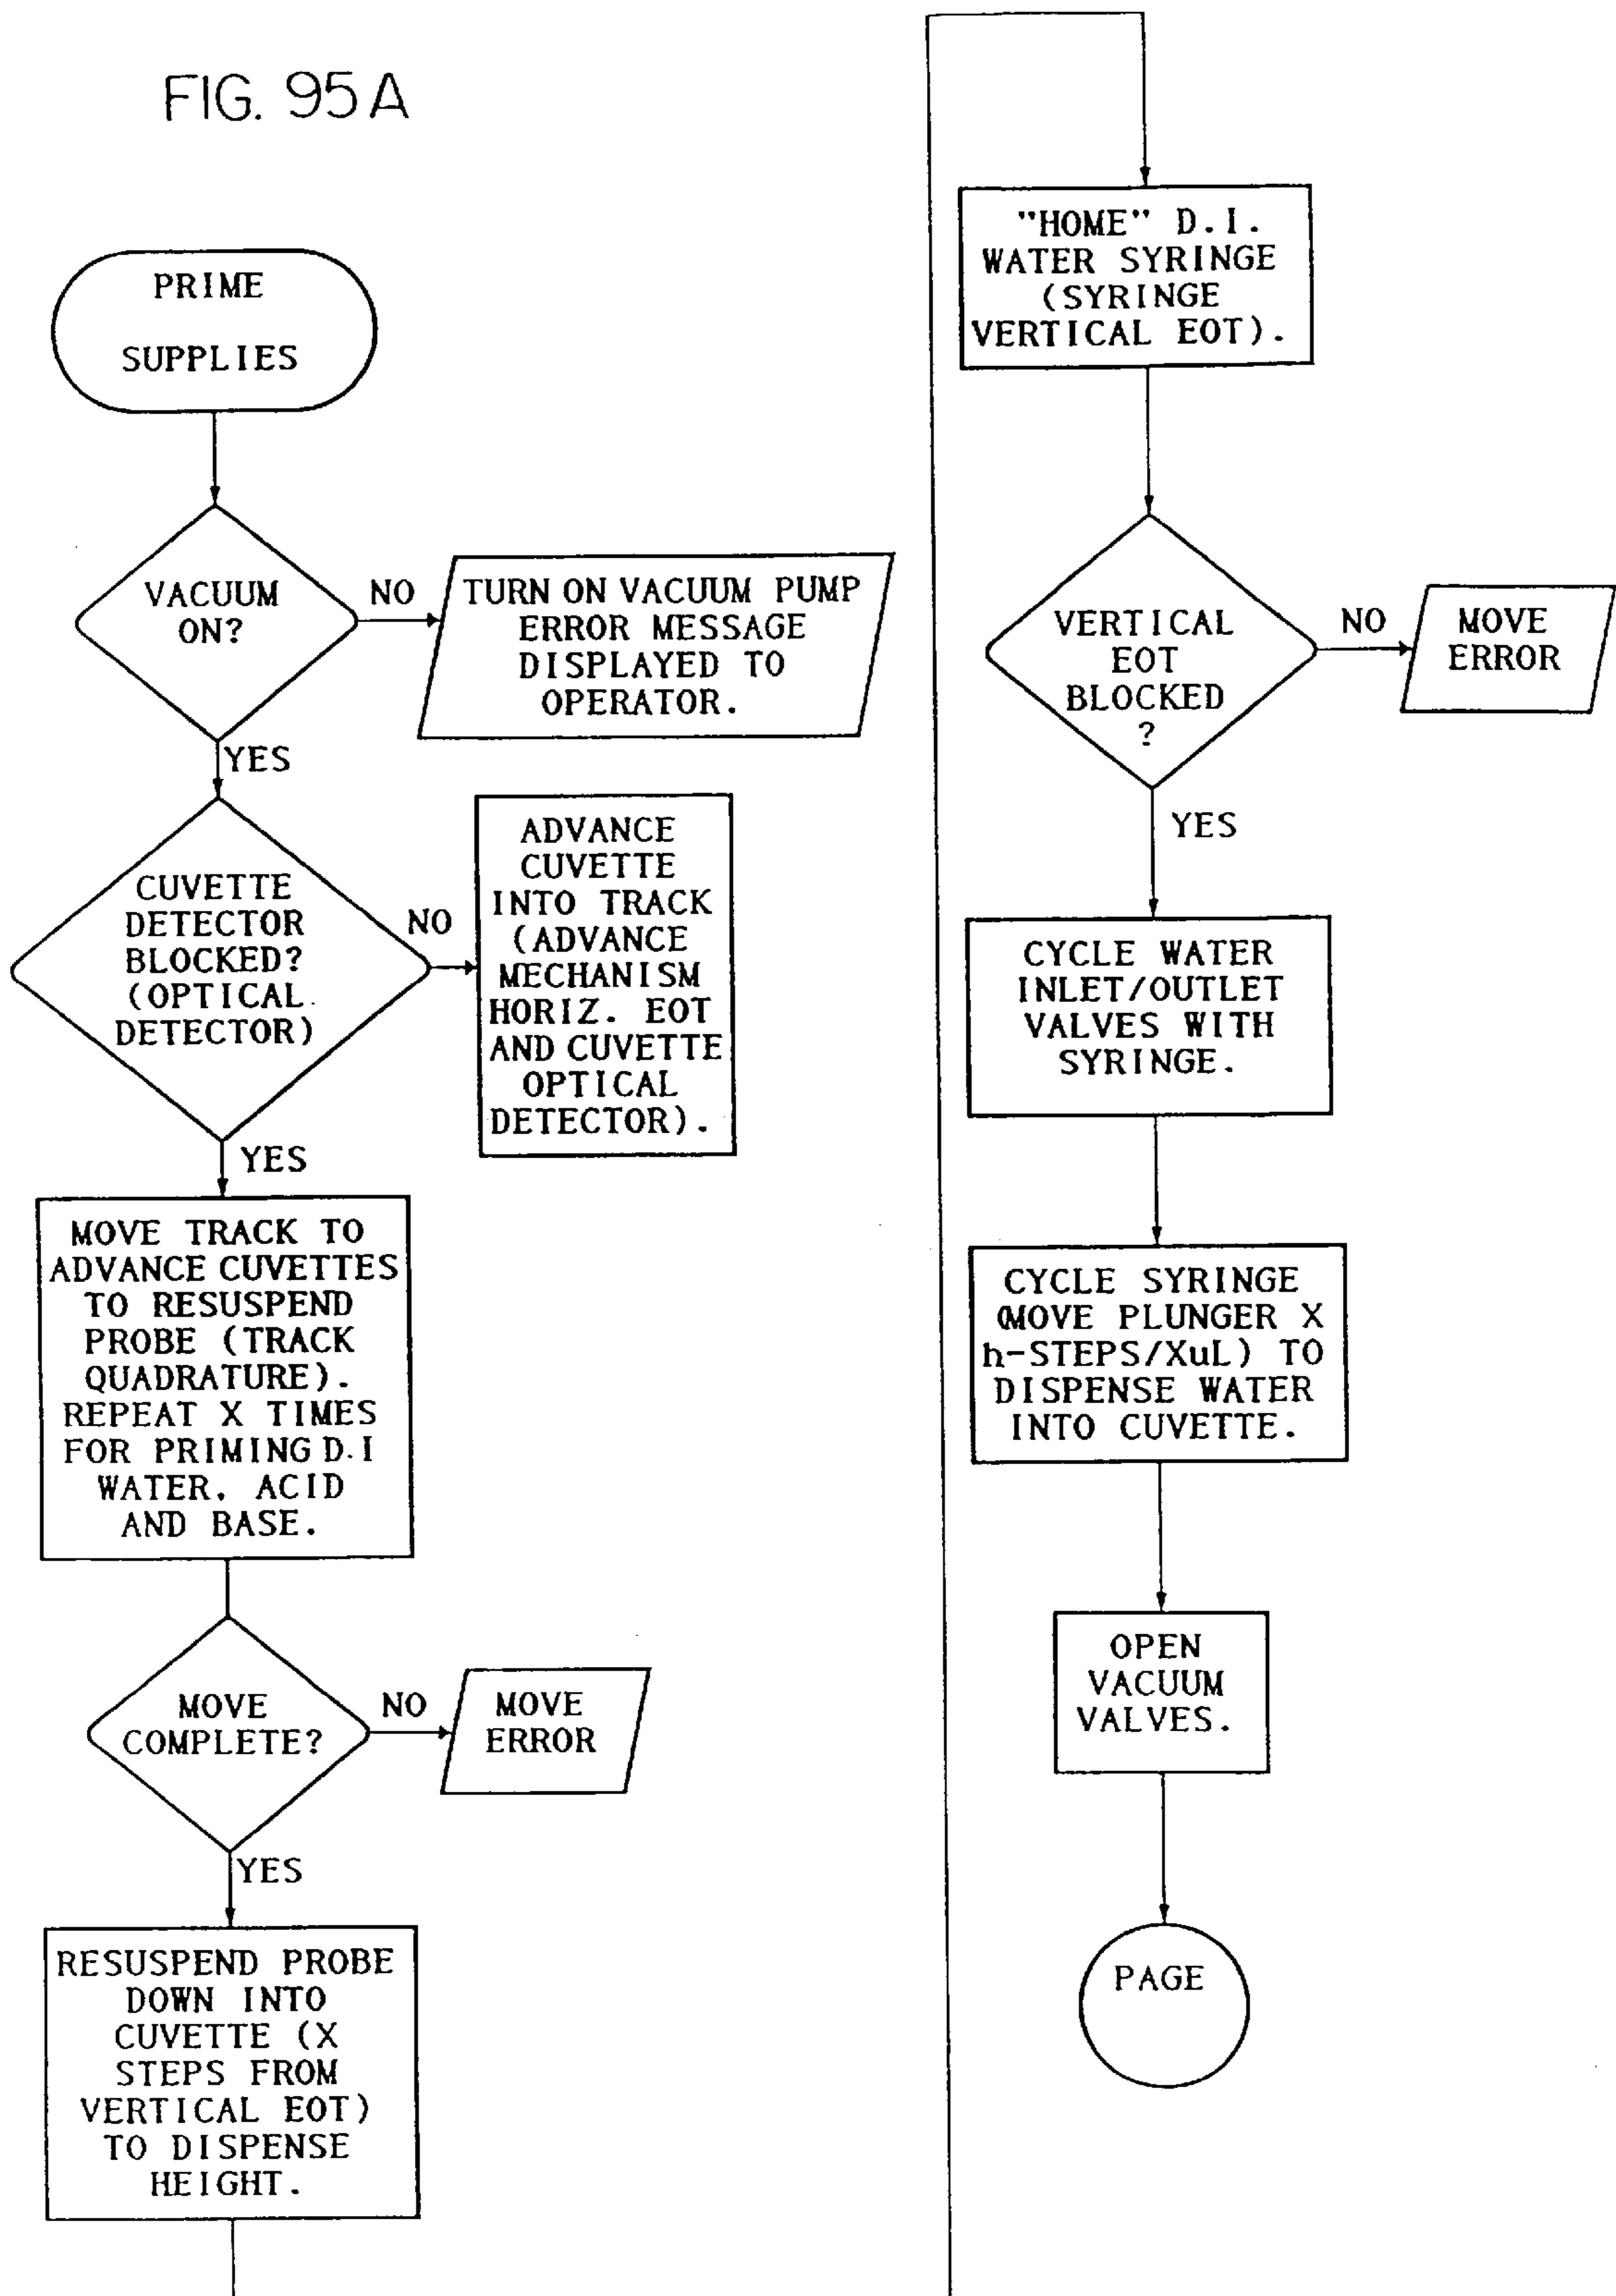 FIG. 95A
PRIME
SUPPLIES
VACUUM
ON?
NO
TURN ON VACUUM PUMP
ERROR MESSAGE
DISPLAYED TO
OPERATOR.
YES
CUVETTE
DETECTOR
BLOCKED?
(OPTICAL
DETECTOR)
NO
ADVANCE
CUVETTE
INTO TRACK
(ADVANCE
MECHANISM
HORIZ. EOT
AND CUVETTE
OPTICAL
DETECTOR).
YES
MOVE TRACK TO
ADVANCE CUVETTES
TO RESUSPEND
PROBE (TRACK
QUADRATURE).
REPEAT X TIMES
FOR PRIMING D.I
WATER, ACID
AND BASE.
MOVE
COMPLETE?
NO
MOVE
ERROR
YES
RESUSPEND PROBE
DOWN INTO
CUVETTE (X
STEPS FROM
VERTICAL EOT)
TO DISPENSE
HEIGHT.
"HOME" D.I.
WATER SYRINGE
(SYRINGE
VERTICAL EOT).
VERTICAL
EOT
BLOCKED
?
NO
MOVE
ERROR
YES
CYCLE WATER
INLET/OUTLET
VALVES WITH
SYRINGE.
CYCLE SYRINGE
(MOVE PLUNGER X
h-STEPS/XuL) TO
DISPENSE WATER
INTO CUVETTE.
OPEN
VACUUM
VALVES.
PAGE